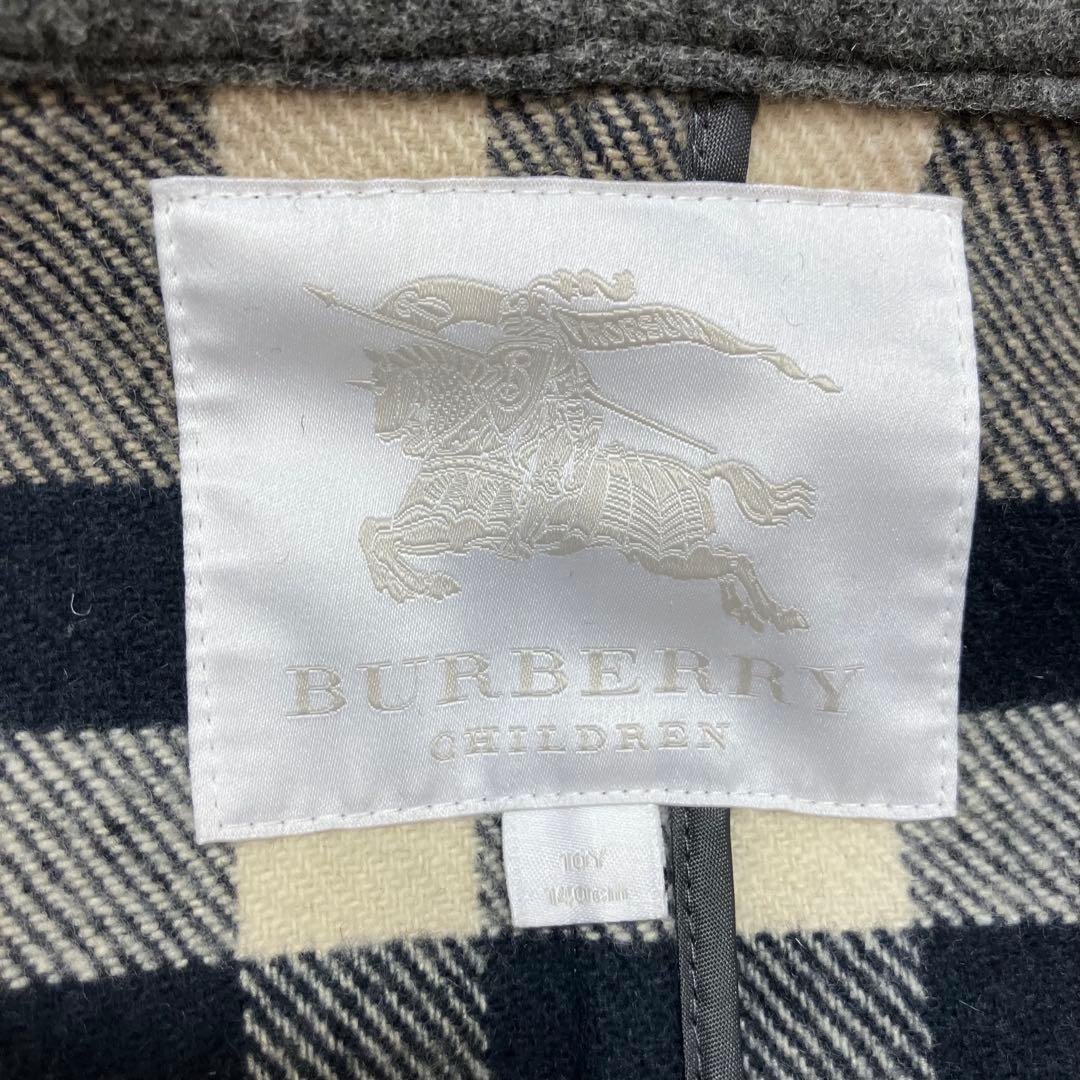 PRORSUM
BURBERRY
CHILDREN
10Y
140cm